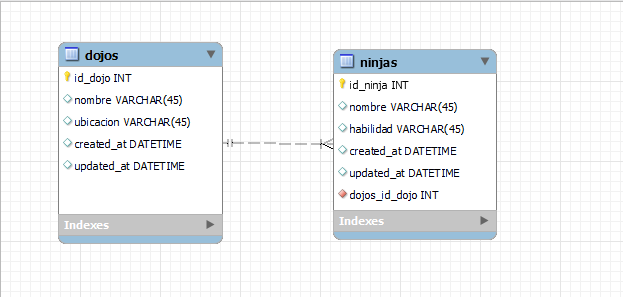 dojos
id_dojo INT
nombre VARCHAR(45)
ubicacion VARCHAR(45)
created_at DATETIME
updated_at DATETIME
Indexes
ninjas
id_ninja INT
nombre VARCHAR(45)
habilidad VARCHAR(45)
created_at DATETIME
updated_at DATETIME
dojos_id_dojo INT
Indexes